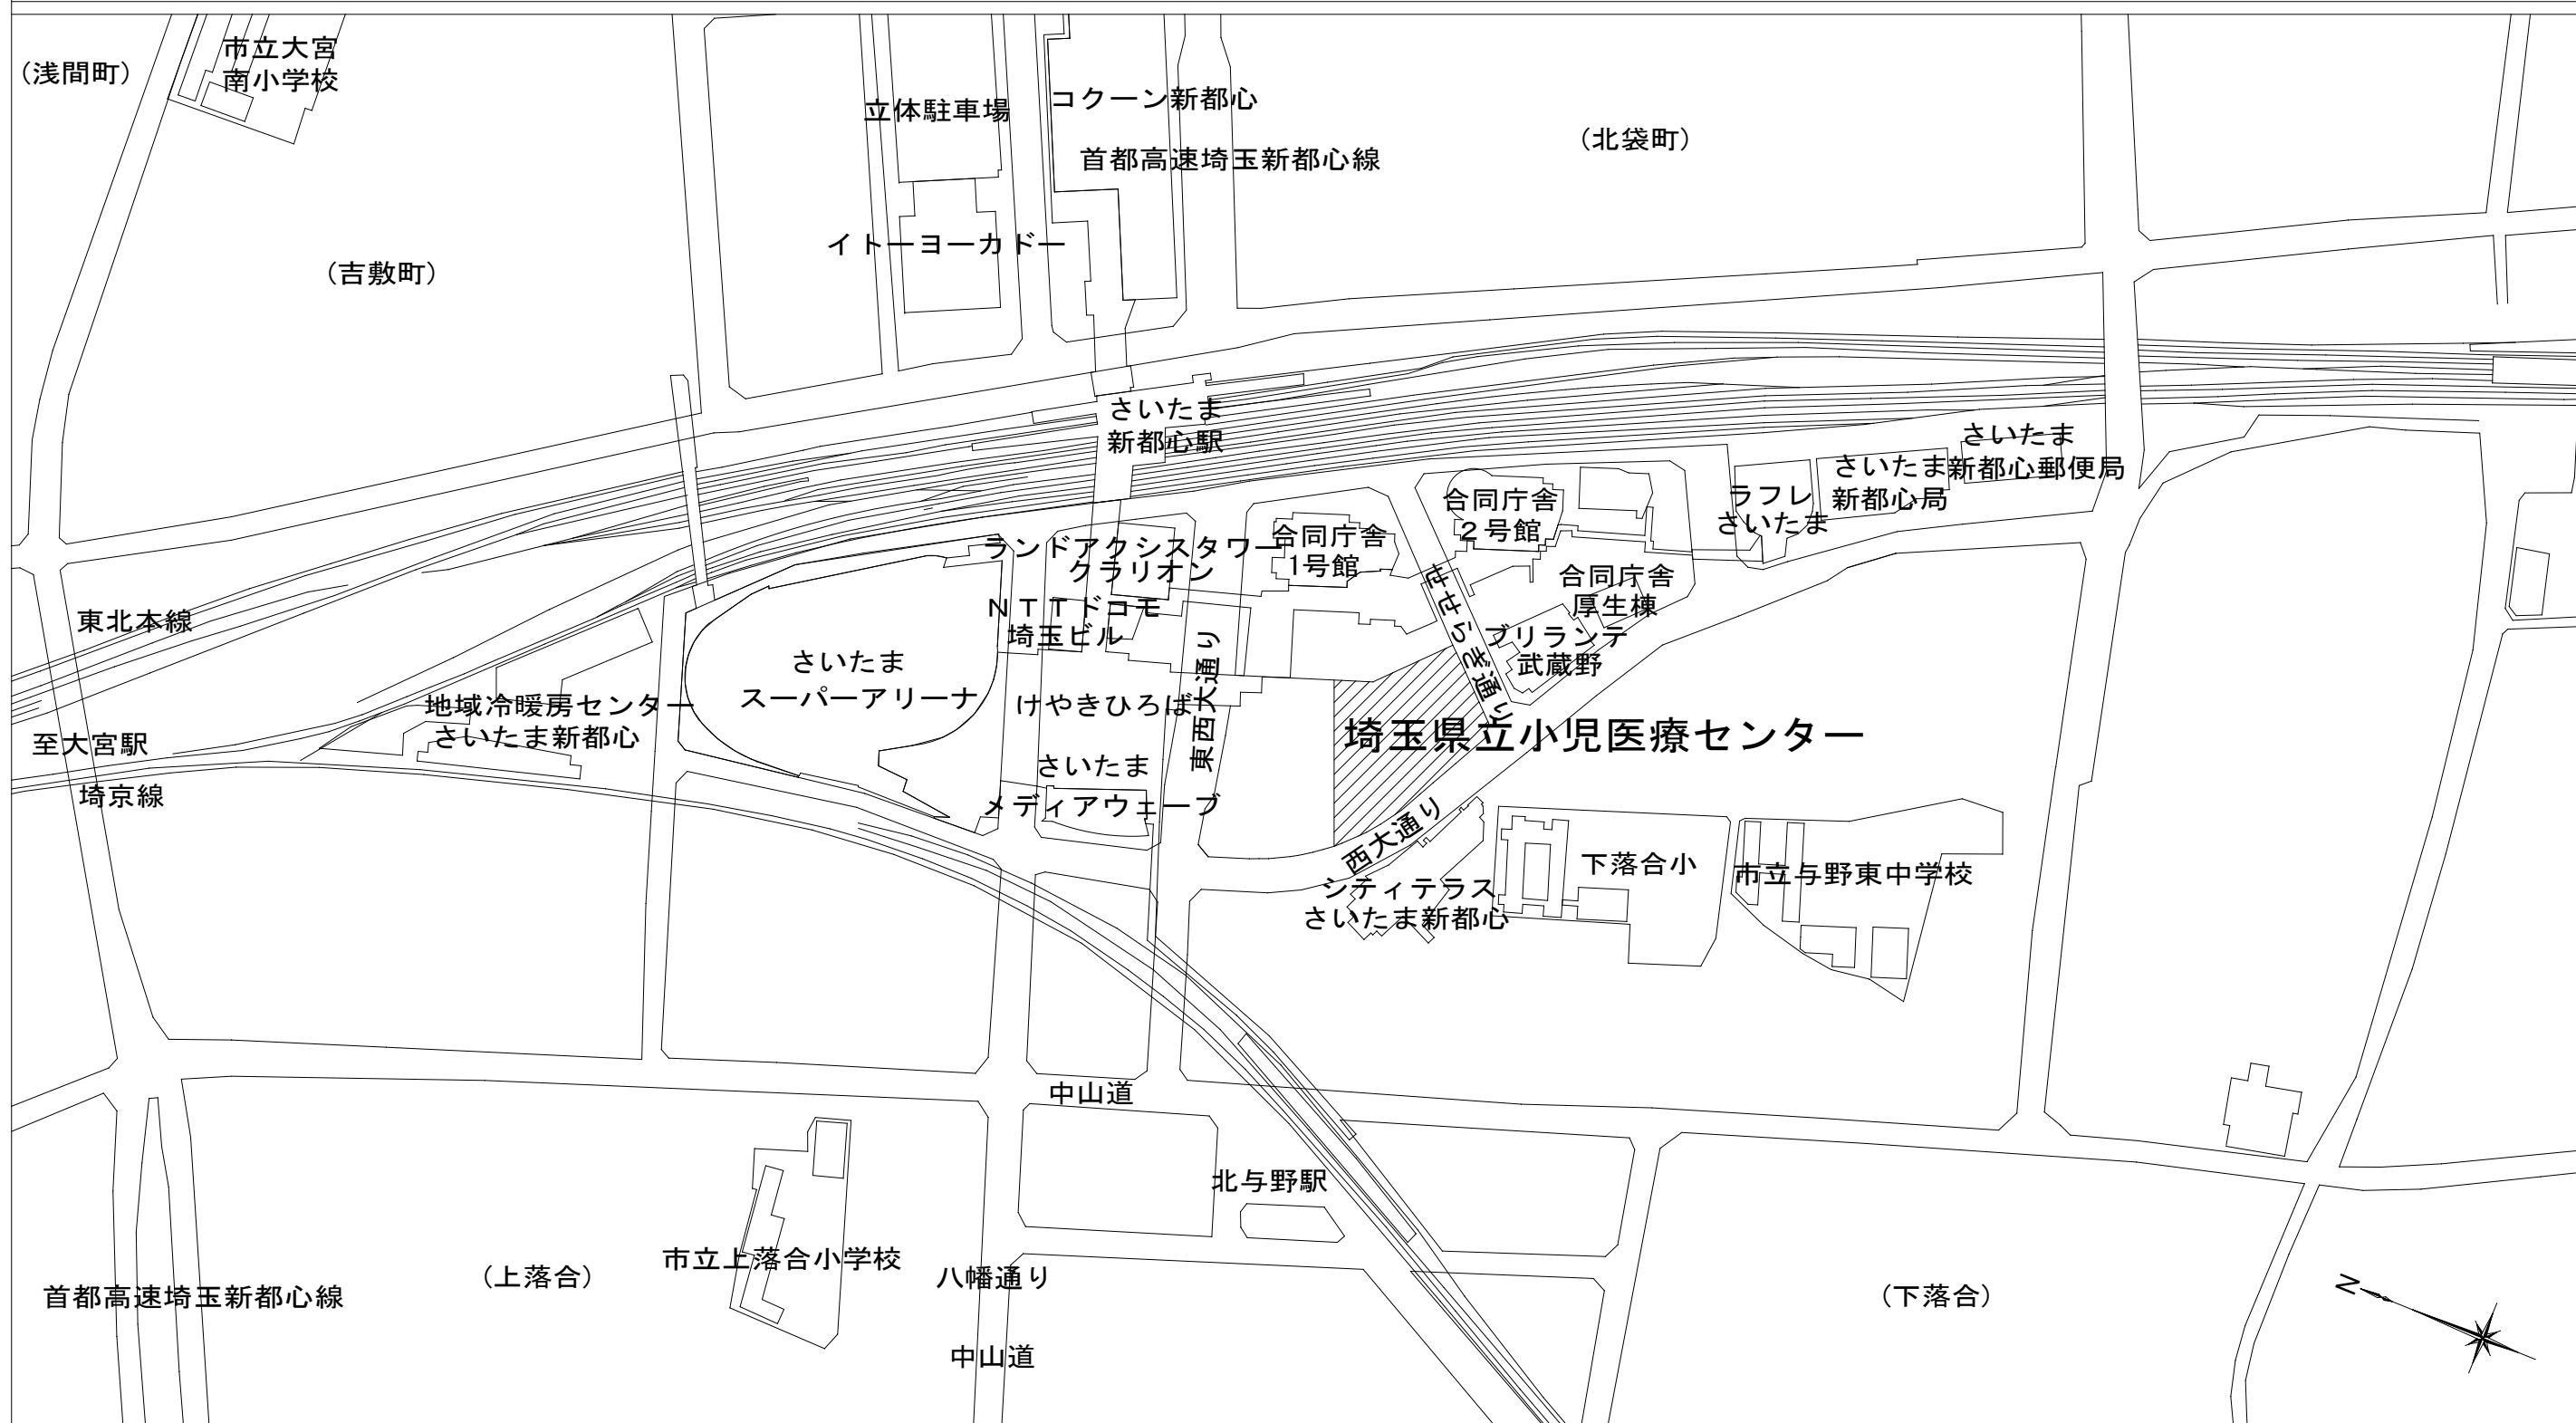 市立大宮
南小学校
（浅間町）
立体駐車場
コクーン新都心
首都高速埼玉新都心線
（北袋町）
イトーヨーカドー
（吉敷町）
さいたま
新都心駅
さいたま
新都心郵便局
さいたま
新都心局
ラフレ
さいたま
合同庁舎
２号館
合同庁舎
1号館
ランドアクシスタワー
クラリオン
合同庁舎
厚生棟
ＮＴＴドコモ
埼玉ビル
せせらぎ通り
ブリランテ
武蔵野
東北本線
さいたま
スーパーアリーナ
けやきひろば
東西大通り
地域冷暖房センター
さいたま新都心
埼玉県立小児医療センター
至大宮駅
埼京線
さいたま
メディアウェーブ
西大通り
シティテラス
さいたま新都心
下落合小
市立与野東中学校
中山道
北与野駅
市立上落合小学校
八幡通り
（上落合）
首都高速埼玉新都心線
（下落合）
中山道
N